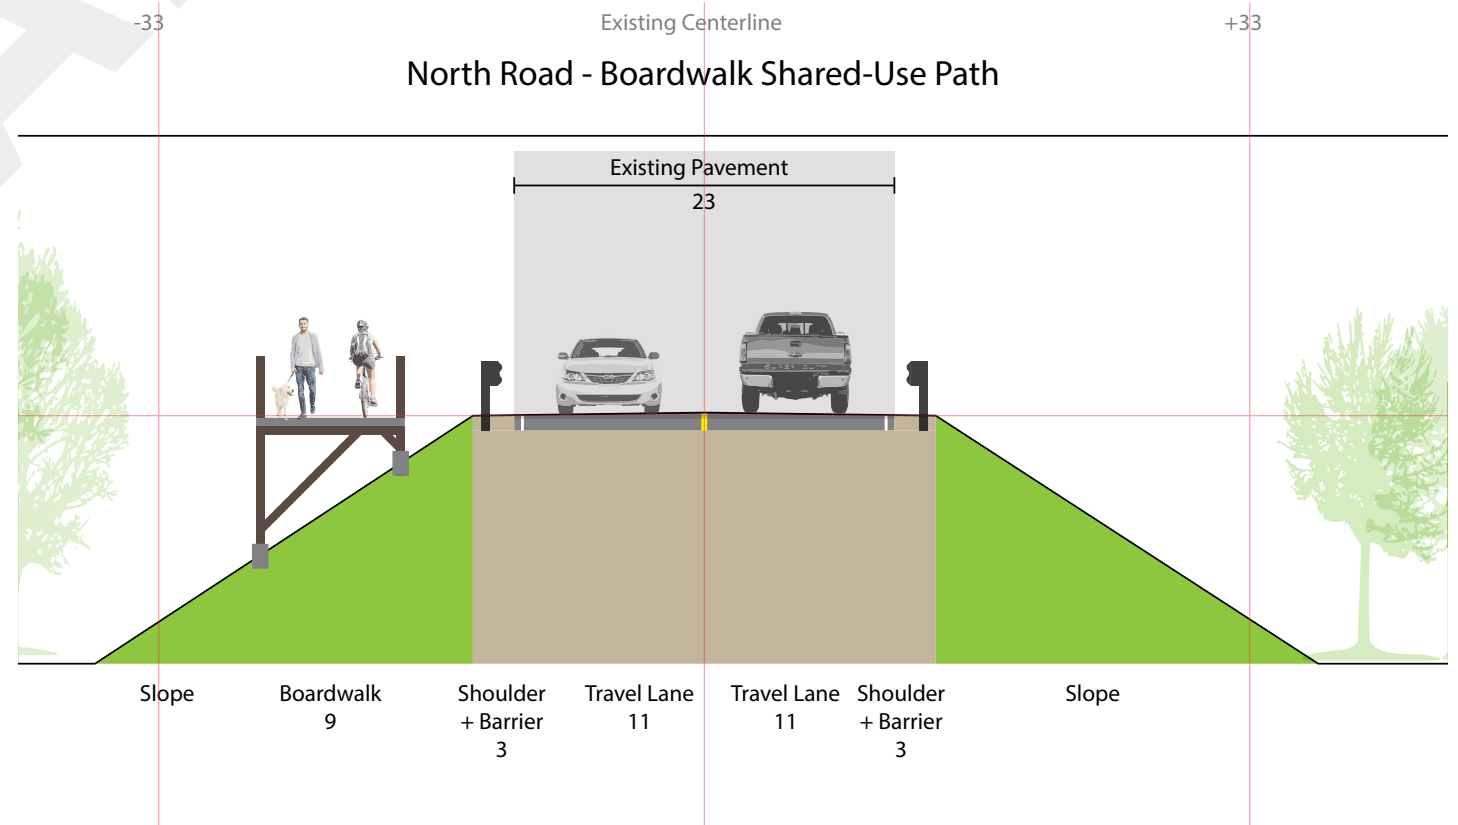 -33 Existing Centerline +33
North Road - Boardwalk Shared-Use Path
Existing Pavement
23
Slope Boardwalk Shoulder Travel Lane Travel Lane Shoulder Slope
9 + Barrier 11 11 + Barrier
3 3